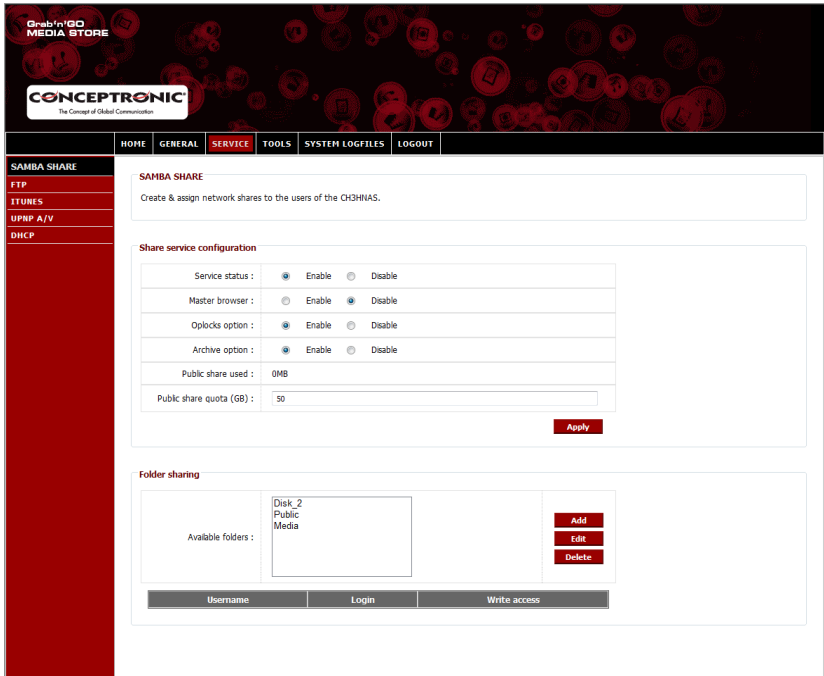 Grab'n'GO
MEDIA STORE
CONCEPTRONIC
The Concept of Global Communication
HOME GENERAL SERVICE TOOLS SYSTEM LOGFILES LOGOUT
SAMBA SHARE
FTP
ITUNES
UPNP A/V
DHCP
SAMBA SHARE
Create & assign network shares to the users of the CH3HNAS.
Share service configuration
Service status : Enable Disable
Master browser : Enable Disable
Oplocks option : Enable Disable
Archive option : Enable Disable
Public share used : 0MB
Public share quota (GB) : 50
Apply
Folder sharing
Available folders :
Disk_2
Public
Media
Add
Edit
Delete
Username Login Write access